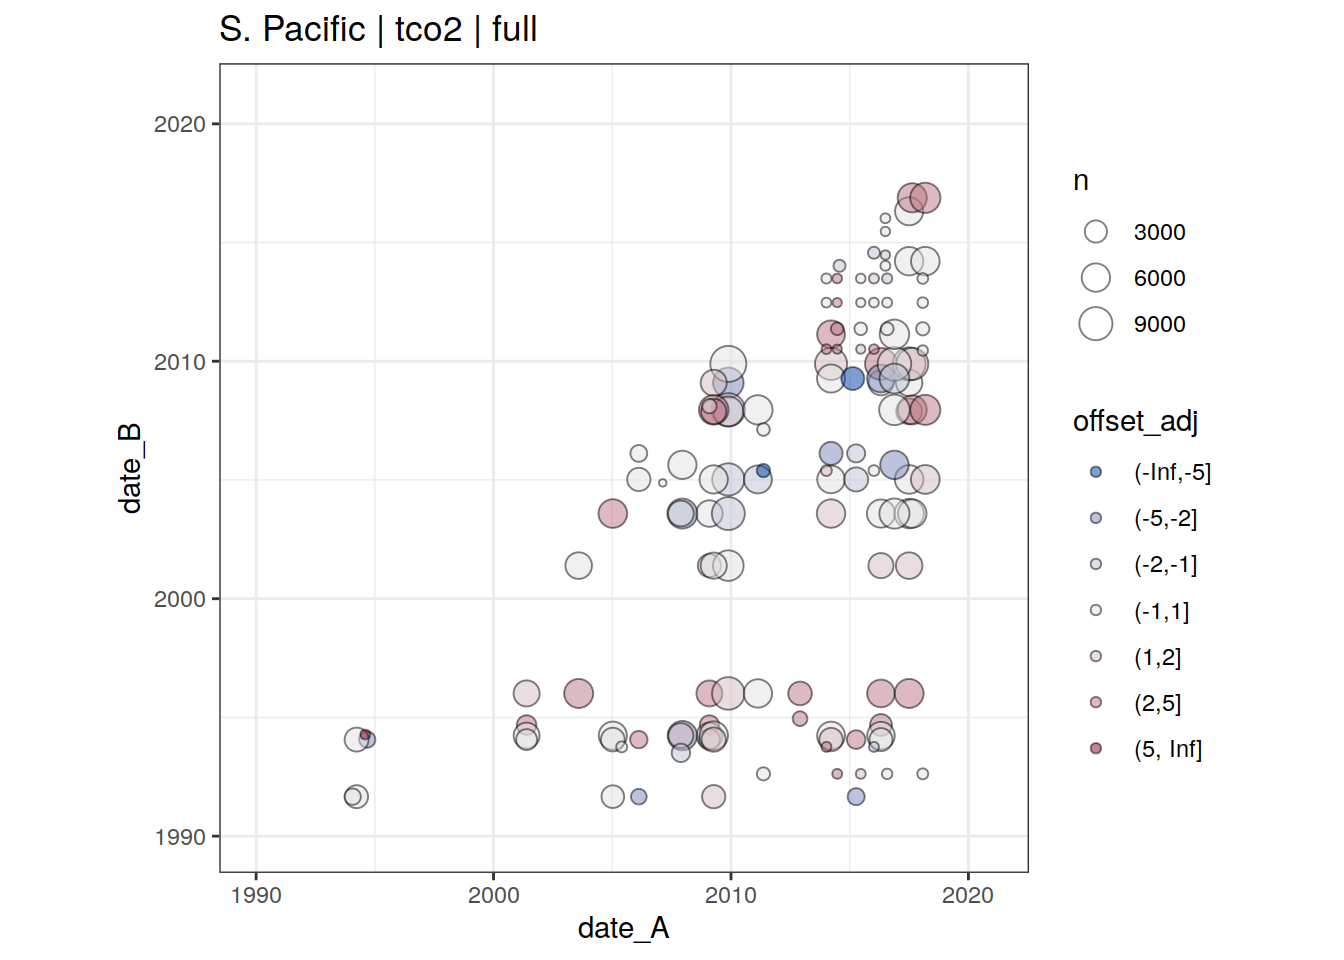 S. Pacific | tco2 | full
2020
2010
2000
1990
date_B
1990
2000
2010
2020
date_A
n
3000
6000
9000
offset_adj
(-Inf,-5]
(-5,-2]
(-2,-1]
(-1,1]
(1,2]
(2,5]
(5, Inf]